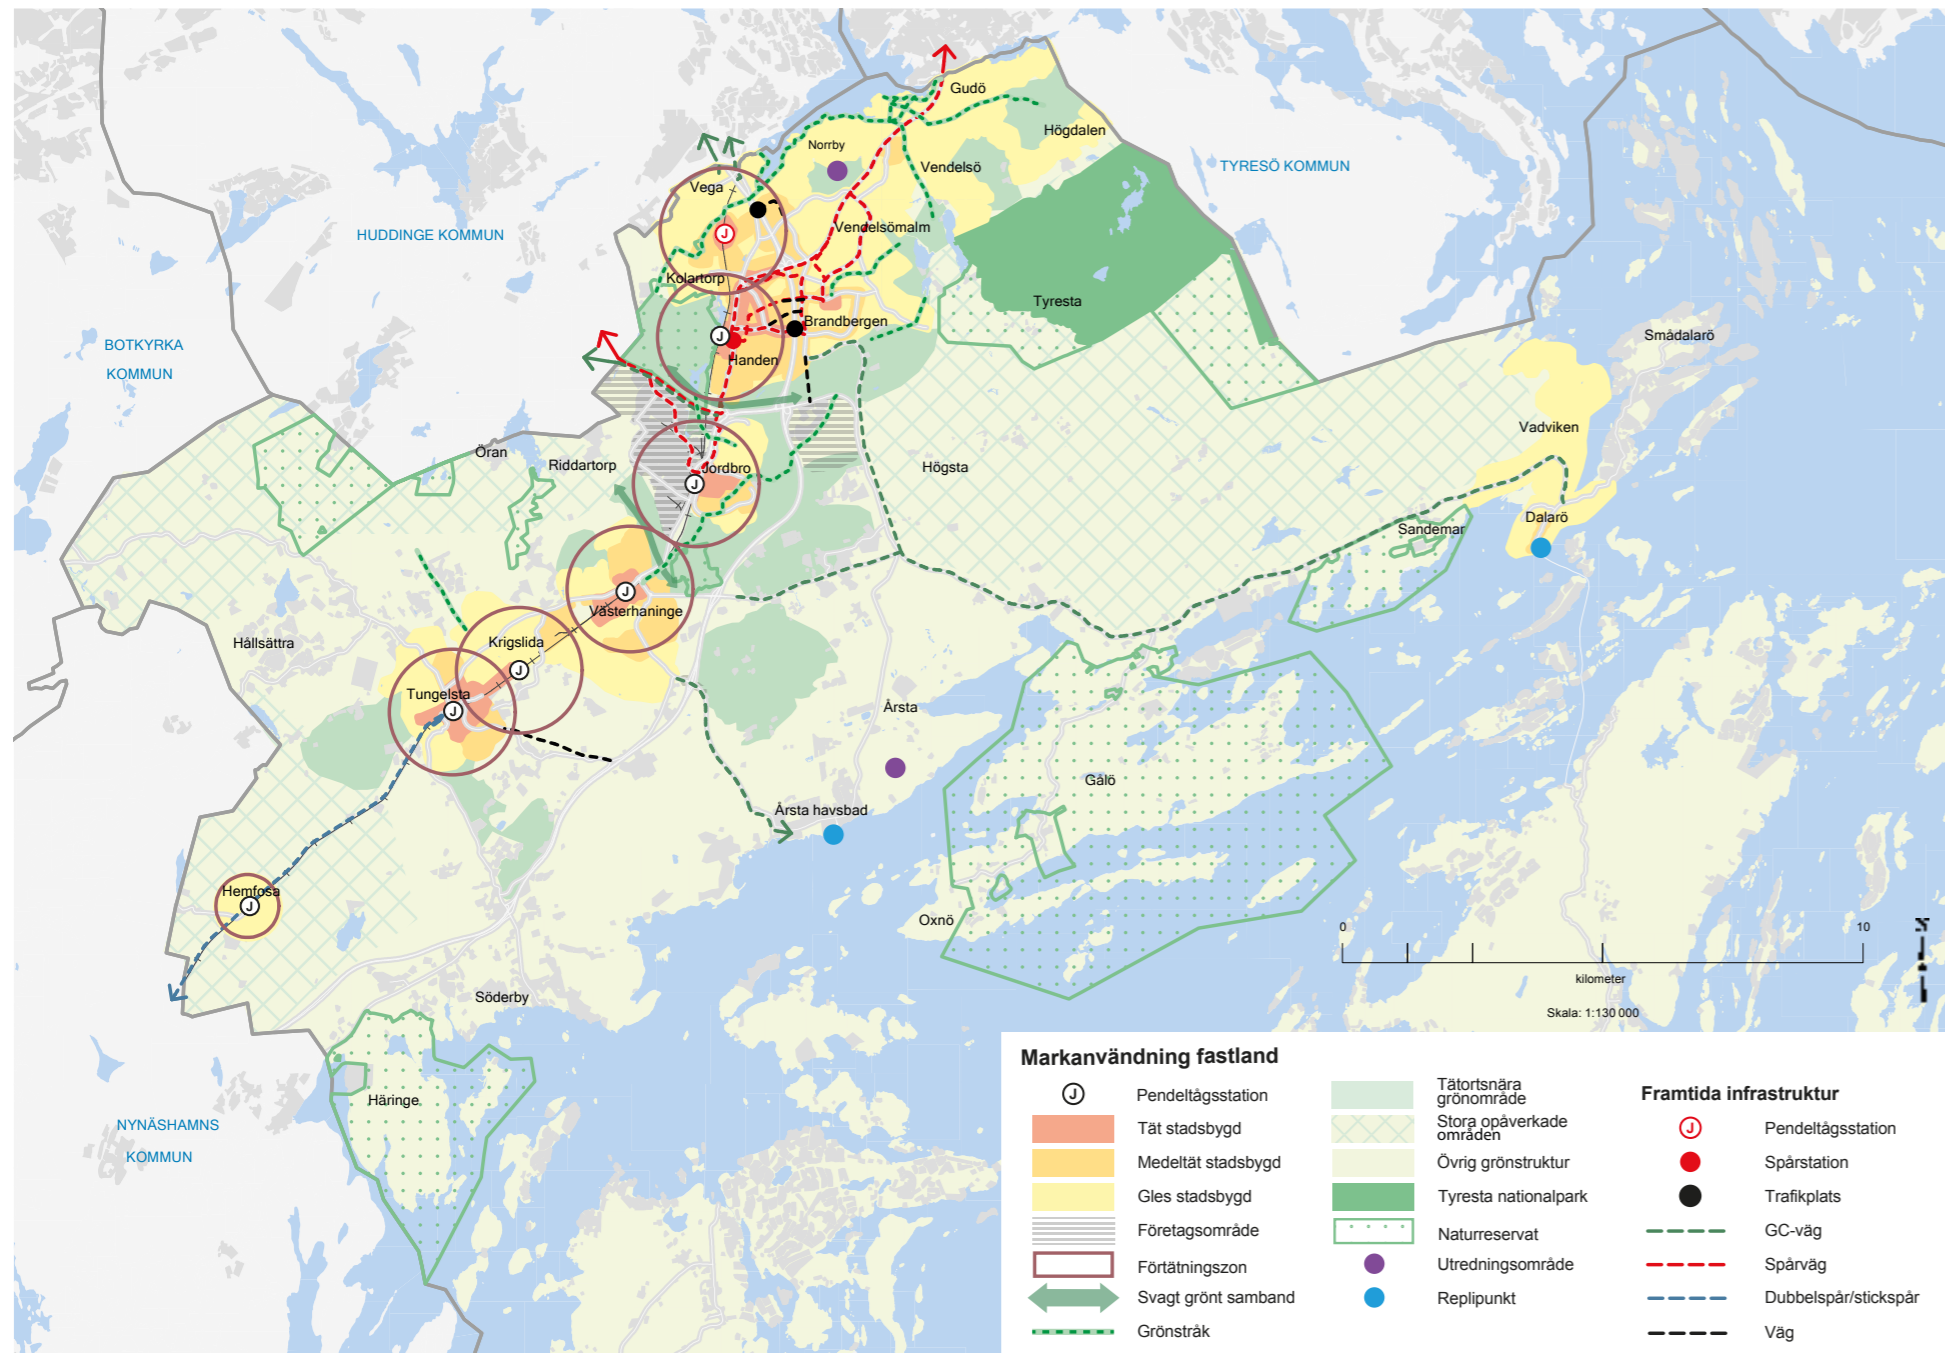 Gudö
Högdalen
Norrby
Vendelsö
TYRESÖ KOMMUN
Vega
HUDDINGE KOMMUN
J
Vendelsömalm
Kolartorp
Tyresta
Brandbergen
J
Smådalarö
BOTKYRKA
KOMMUN
Handen
Vadviken
Öran
Riddartorp
Jordbro
Högsta
J
Dalarö
Sandemar
J
Västerhaninge
Hållsättra
Krigslida
J
Tungelsta
J
Årsta
Gålö
Årsta havsbad
Hemfosa
J
Oxnö
0
10
N
kilometer
Skala: 1:130 000
Söderby
Häringe
NYNÄSHAMNS
KOMMUN
Markanvändning fastland
J
Pendeltågsstation
Tät stadsbygd
Medeltät stadsbygd
Gles stadsbygd
Företagsområde
Förtätningszon
Svagt grönt samband
Grönstråk
Tätortsnära
grönområde
Stora opåverkade
områden
Övrig grönstruktur
Tyresta nationalpark
Naturreservat
Utredningsområde
Replipunkt
Framtida infrastruktur
J
Pendeltågsstation
Spårstation
Trafikplats
GC-väg
Spårväg
Dubbelspår/stickspår
Väg